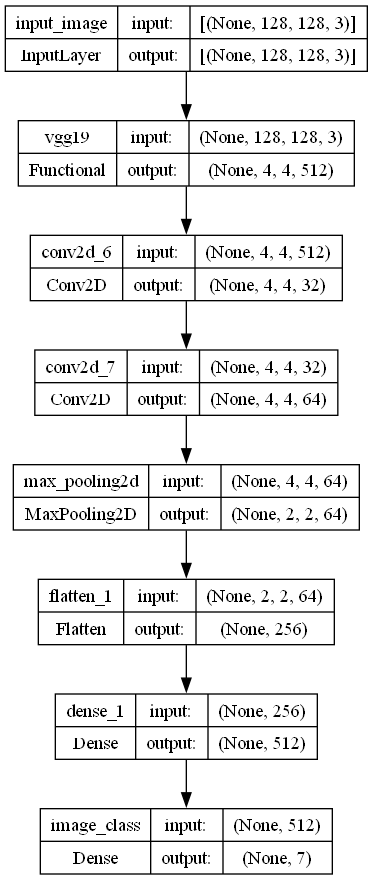 input_image input: [(None, 128, 128, 3)]
InputLayer output: [(None, 128, 128, 3)]
vgg19 input: (None, 128, 128, 3)
Functional output: (None, 4, 4, 512)
conv2d_6 input: (None, 4, 4, 512)
Conv2D output: (None, 4, 4, 32)
conv2d_7 input: (None, 4, 4, 32)
Conv2D output: (None, 4, 4, 64)
max_pooling2d input: (None, 4, 4, 64)
MaxPooling2D output: (None, 2, 2, 64)
flatten_1 input: (None, 2, 2, 64)
Flatten output: (None, 256)
dense_1 input: (None, 256)
Dense output: (None, 512)
image_class input: (None, 512)
Dense output: (None, 7)